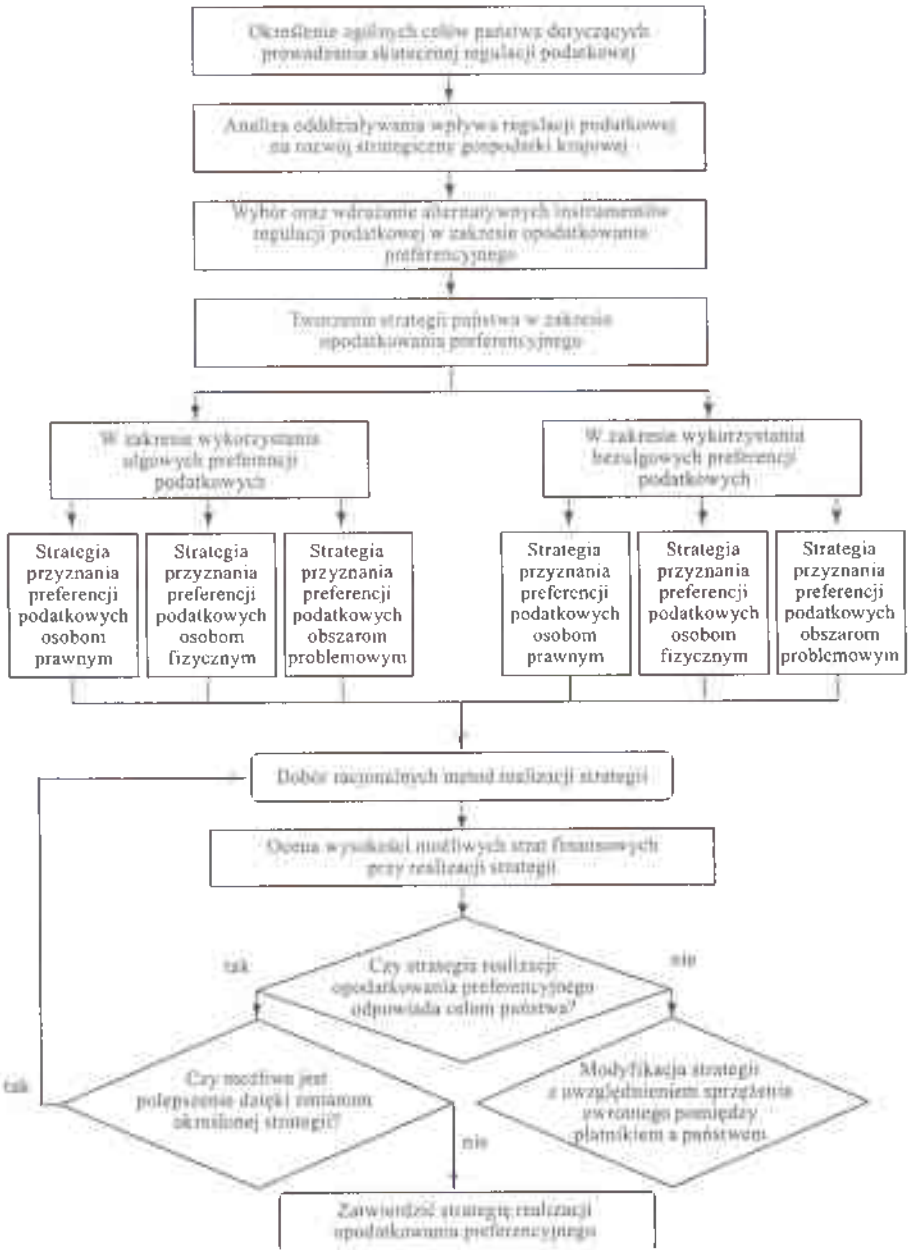 Określenie ogólnych celów państwa dotyczących
prowadzenia skutecznej regulacji podatkowej
Analiza odddziaływania wpływa regulacji podatkowej
na rozwój strategiczny gospodarki krajowej
Wybór oraz wdrażanie alternatywnych instrumentów
regulacji podatkowej w zakresie opodatkowania
preferencyjnego
Tworzenie strategii państwa w zakresie
opodatkowania preferencyjnego
W zakresie wykorzystania
ulgowych preferencji
podatkowych
W zakresie wykorzystania
bezulgowych preferencji
podatkowych
Strategia
przyznania
preferencji
podatkowych
osobom
prawnym
Strategia
przyznania
preferencji
podatkowych
osobom
fizycznym
Strategia
przyznania
preferencji
podatkowych
obszarom
problemowym
Strategia
przyznania
preferencji
podatkowych
osobom
prawnym
Strategia
przyznania
preferencji
podatkowych
osobom
fizycznym
Strategia
przyznania
preferencji
podatkowych
obszarom
problemowym
Dobór racjonalnych metod realizacji strategii
Ocena wysokości możliwych strat finansowych
przy realizacji strategii
tak
Czy strategia realizacji
opodatkowania preferencyjnego
odpowiada celom państwa?
nie
tak
Czy możliwe jest
polepszenie dzięki zmianom
określonej strategii?
Modyfikacja strategii
z uwzględnieniem sprzężenia
zwrotnego pomiędzy
płatnikiem a państwem
nie
Zatwierdzić strategię realizacji
opodatkowania preferencyjnego